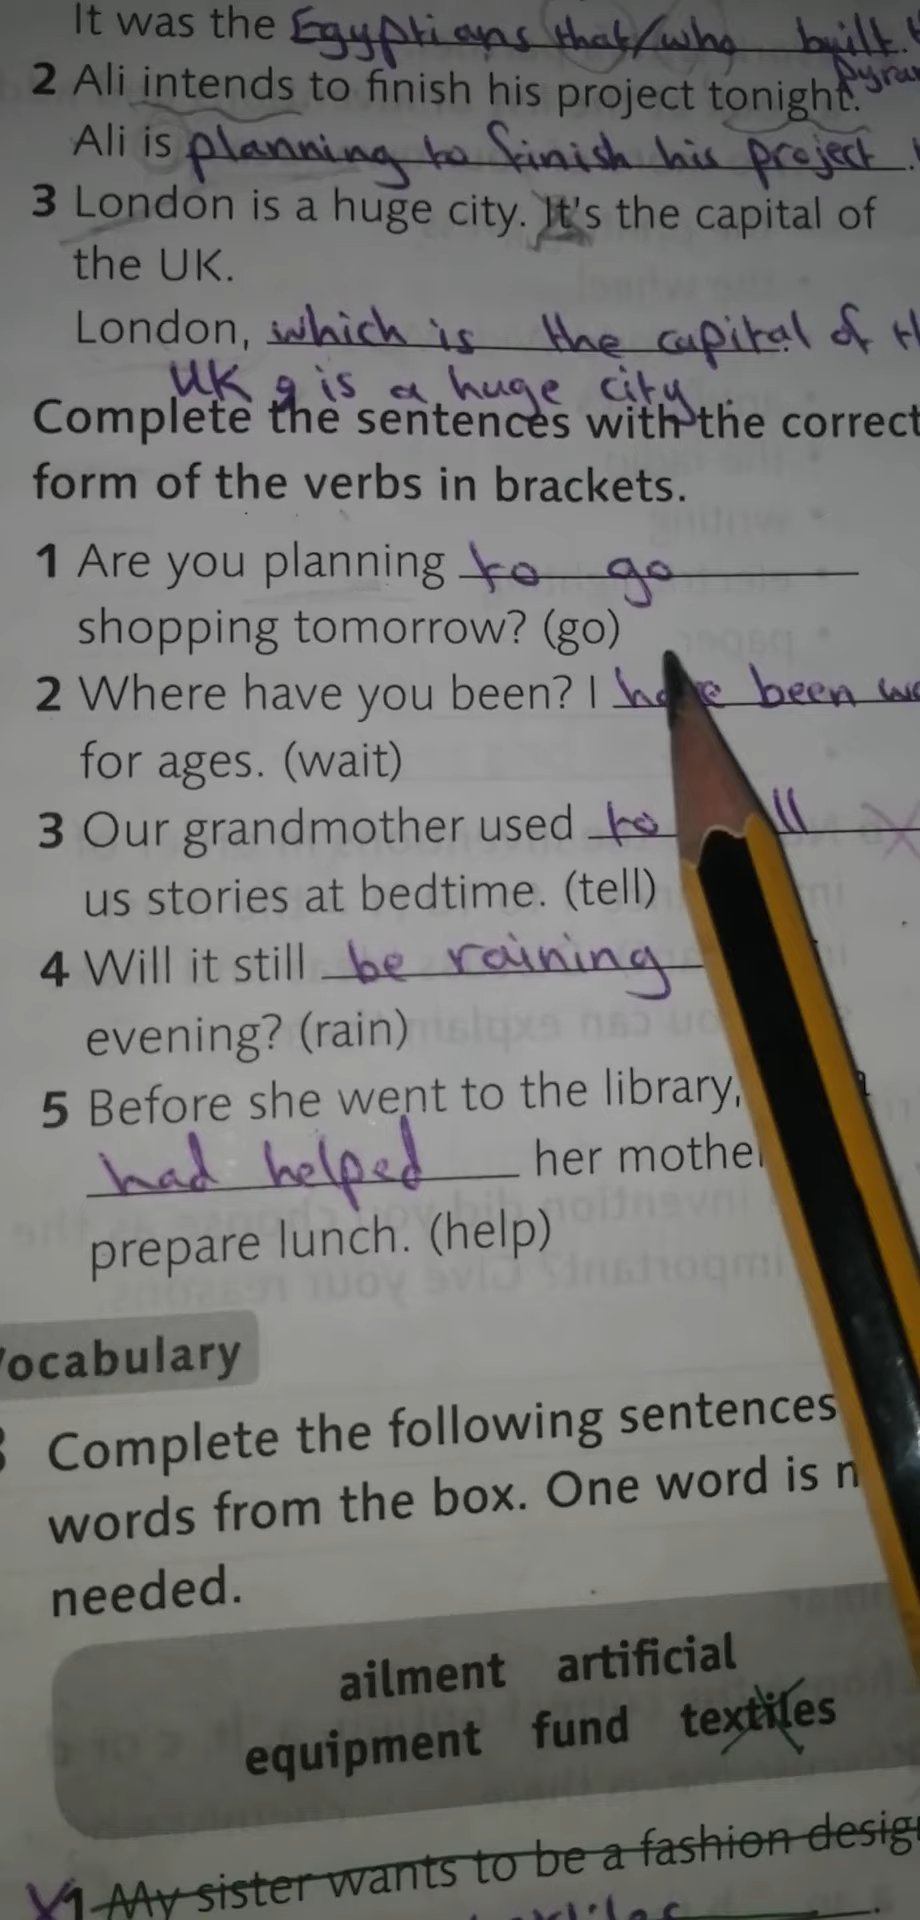 It was the Egyptians that/who built.
2 Ali intends to finish his project tonight.
Ali is planning to finish his project
3 London is a huge city. It's the capital of
the UK.
London, which is the capital of
UK, is a huge city
Complete the sentences with the correct
form of the verbs in brackets.
1 Are you planning to go
shopping tomorrow? (go)
2 Where have you been? I have been
for ages. (wait)
3 Our grandmother used to
us stories at bedtime. (tell)
4 Will it still be raining
evening? (rain)
5 Before she went to the library,
had helped her mother
prepare lunch. (help)
Vocabulary
Complete the following sentences
words from the box. One word is
needed.
ailment artificial
equipment fund textiles
1 My sister wants to be a fashion